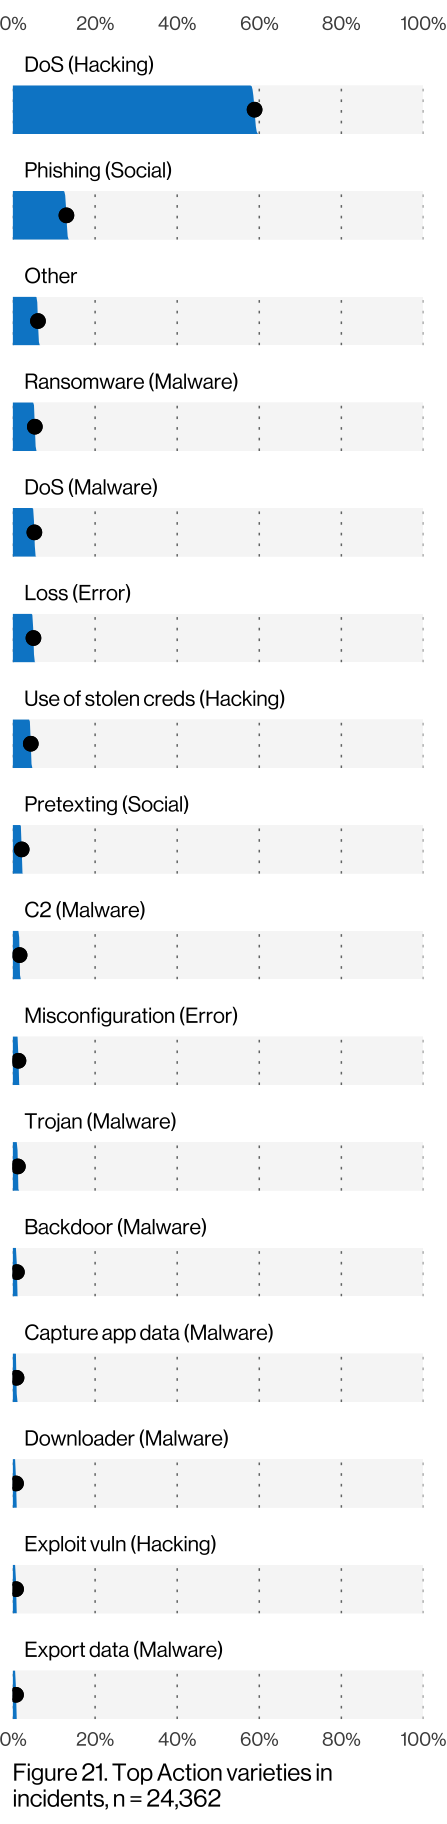 0% 20% 40% 60% 80% 100%
DoS (Hacking)
Phishing (Social)
Other
Ransomware (Malware)
DoS (Malware)
Loss (Error)
Use of stolen creds (Hacking)
Pretexting (Social)
C2 (Malware)
Misconfiguration (Error)
Trojan (Malware)
Backdoor (Malware)
Capture app data (Malware)
Downloader (Malware)
Exploit vuln (Hacking)
Export data (Malware)
0% 20% 40% 60% 80% 100%
Figure 21. Top Action varieties in
incidents, n = 24,362